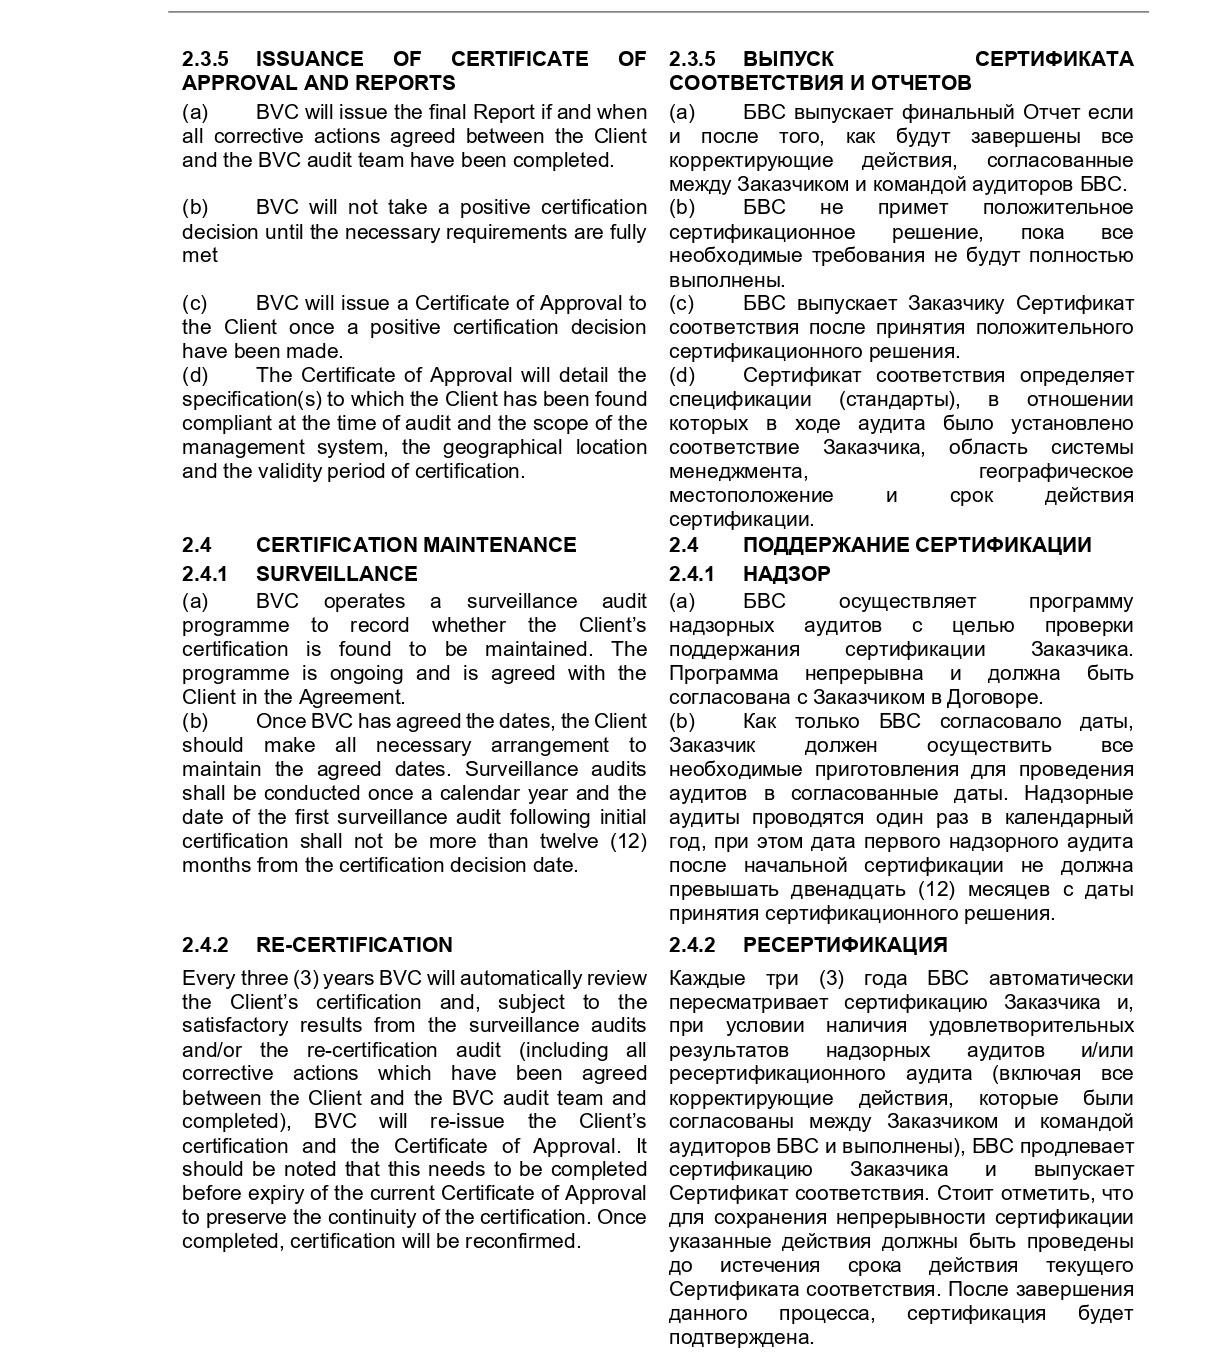 2.3.5 ISSUANCE OF CERTIFICATE OF
APPROVAL AND REPORTS
(a) BVC will issue the final Report if and when
all corrective actions agreed between the Client
and the BVC audit team have been completed.
(b) BVC will not take a positive certification
decision until the necessary requirements are fully
met
(c) BVC will issue a Certificate of Approval to
the Client once a positive certification decision
have been made.
(d) The Certificate of Approval will detail the
specification(s) to which the Client has been found
compliant at the time of audit and the scope of the
management system, the geographical location
and the validity period of certification.
2.4 CERTIFICATION MAINTENANCE
2.4.1 SURVEILLANCE
(a) BVC operates a surveillance audit
programme to record whether the Client’s
certification is found to be maintained. The
programme is ongoing and is agreed with the
Client in the Agreement.
(b) Once BVC has agreed the dates, the Client
should make all necessary arrangement to
maintain the agreed dates. Surveillance audits
shall be conducted once a calendar year and the
date of the first surveillance audit following initial
certification shall not be more than twelve (12)
months from the certification decision date.
2.4.2 RE-CERTIFICATION
Every three (3) years BVC will automatically review
the Client’s certification and, subject to the
satisfactory results from the surveillance audits
and/or the re-certification audit (including all
corrective actions which have been agreed
between the Client and the BVC audit team and
completed), BVC will re-issue the Client’s
certification and the Certificate of Approval. It
should be noted that this needs to be completed
before expiry of the current Certificate of Approval
to preserve the continuity of the certification. Once
completed, certification will be reconfirmed.
2.3.5 ВЫПУСК СЕРТИФИКАТА
СООТВЕТСТВИЯ И ОТЧЕТОВ
(a) БВС выпускает финальный Отчет если
и после того, как будут завершены все
корректирующие действия, согласованные
между Заказчиком и командой аудиторов БВС.
(b) БВС не примет положительное
сертификационное решение, пока все
необходимые требования не будут полностью
выполнены.
(c) БВС выпускает Заказчику Сертификат
соответствия после принятия положительного
сертификационного решения.
(d) Сертификат соответствия определяет
спецификации (стандарты), в отношении
которых в ходе аудита было установлено
соответствие Заказчика, область системы
менеджмента, географическое
местоположение и срок действия
сертификации.
2.4 ПОДДЕРЖАНИЕ СЕРТИФИКАЦИИ
2.4.1 НАДЗОР
(a) БВС осуществляет программу
надзорных аудитов с целью проверки
поддержания сертификации Заказчика.
Программа непрерывна и должна быть
согласована с Заказчиком в Договоре.
(b) Как только БВС согласовало даты,
Заказчик должен осуществить все
необходимые приготовления для проведения
аудитов в согласованные даты. Надзорные
аудиты проводятся один раз в календарный
год, при этом дата первого надзорного аудита
после начальной сертификации не должна
превышать двенадцать (12) месяцев с даты
принятия сертификационного решения.
2.4.2 РЕСЕРТИФИКАЦИЯ
Каждые три (3) года БВС автоматически
пересматривает сертификацию Заказчика и,
при условии наличия удовлетворительных
результатов надзорных аудитов и/или
ресертификационного аудита (включая все
корректирующие действия, которые были
согласованы между Заказчиком и командой
аудиторов БВС и выполнены), БВС продлевает
сертификацию Заказчика и выпускает
Сертификат соответствия. Стоит отметить, что
для сохранения непрерывности сертификации
указанные действия должны быть проведены
до истечения срока действия текущего
Сертификата соответствия. После завершения
данного процесса, сертификация будет
подтверждена.